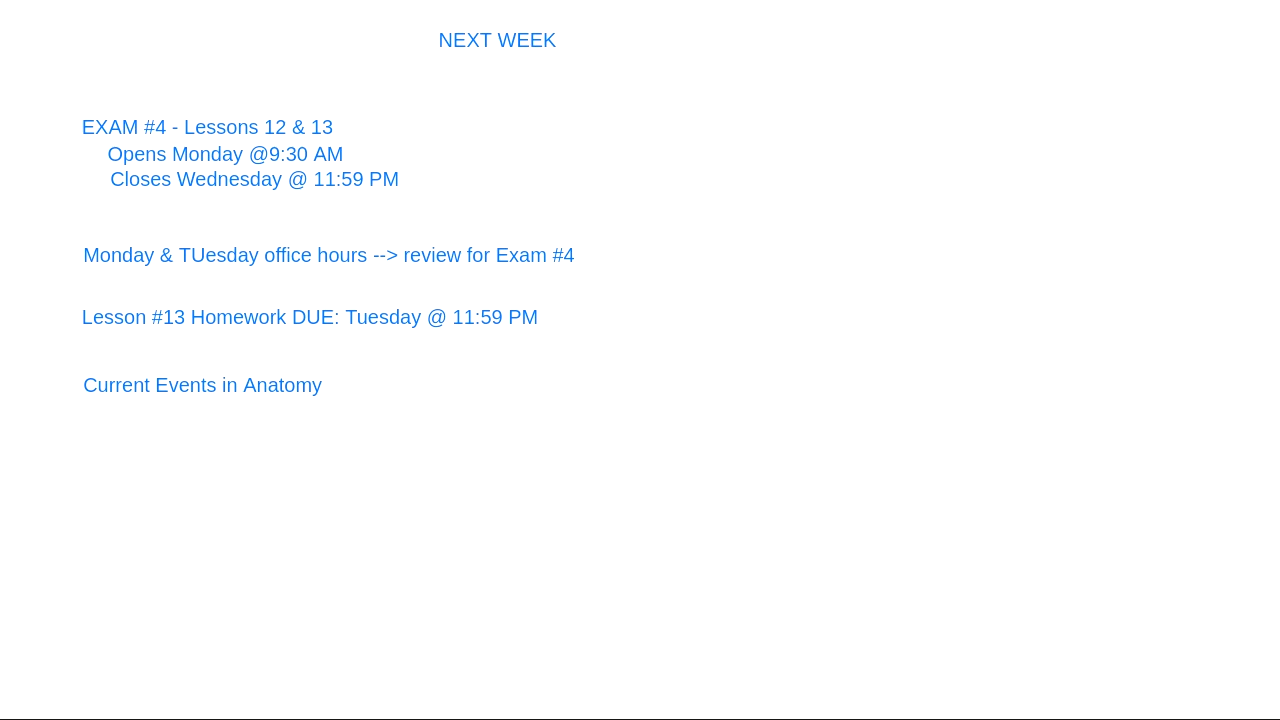 NEXT WEEK
EXAM #4 - Lessons 12 & 13
Opens Monday @9:30 AM
Closes Wednesday @ 11:59 PM
Monday & TUesday office hours --> review for Exam #4
Lesson #13 Homework DUE: Tuesday @ 11:59 PM
Current Events in Anatomy